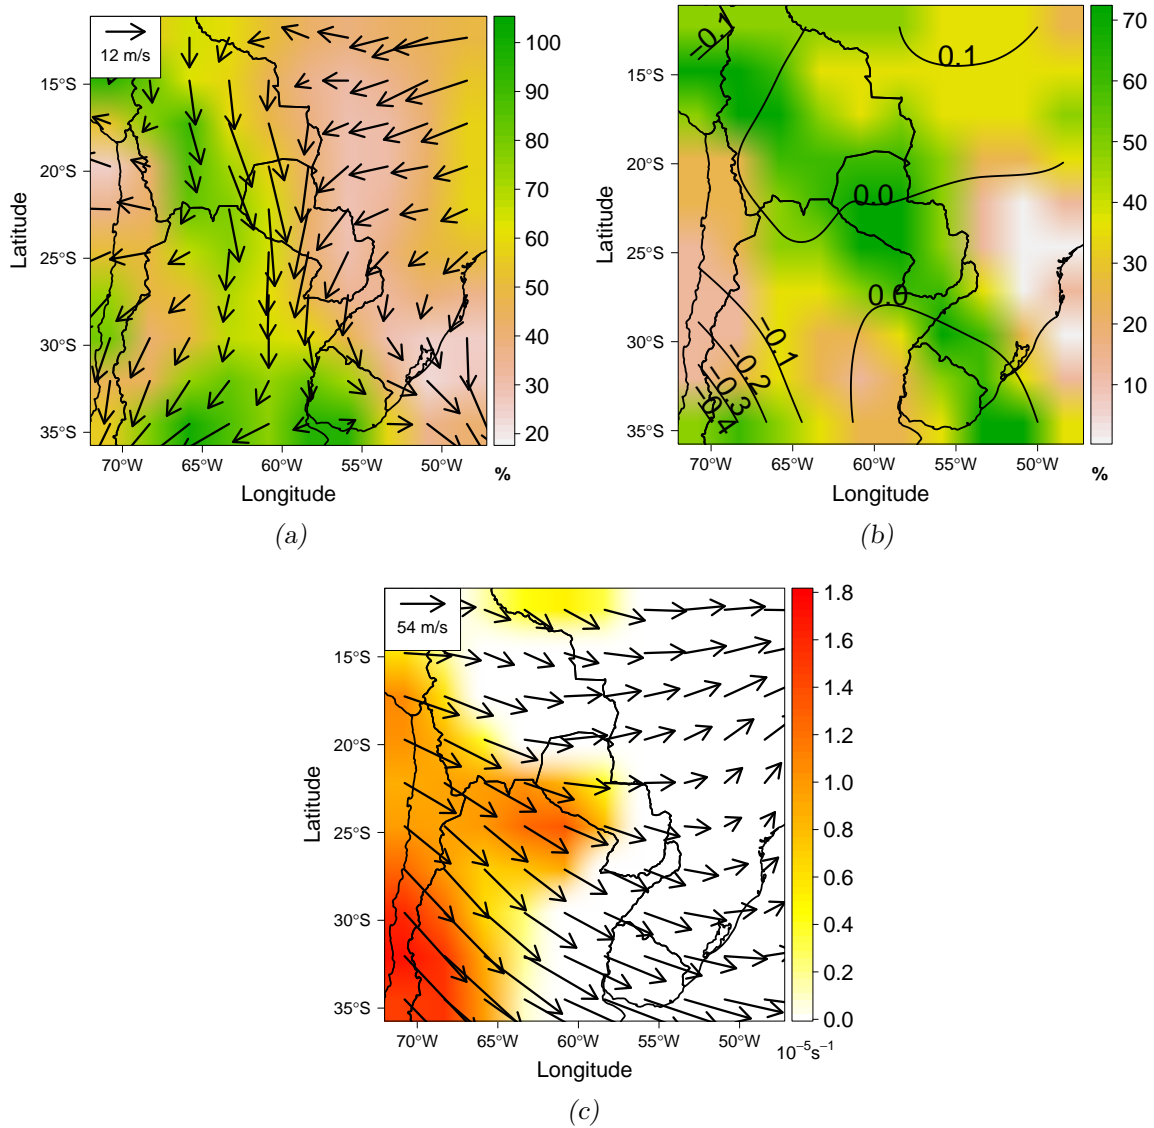 12 m/s
15°S
20°S
25°S
30°S
35°S
Latitude
70°W
65°W
60°W
55°W
50°W
Longitude
100
90
80
70
60
50
40
30
20
%
(a)
−0.1
0.1
0.0
0.0
−0.1
−0.2
−0.3
−0.4
15°S
20°S
25°S
30°S
35°S
Latitude
70°W
65°W
60°W
55°W
50°W
Longitude
70
60
50
40
30
20
10
%
(b)
54 m/s
15°S
20°S
25°S
30°S
35°S
Latitude
70°W
65°W
60°W
55°W
50°W
Longitude
1.8
1.6
1.4
1.2
1.0
0.8
0.6
0.4
0.2
0.0
10⁻⁵s⁻¹
(c)